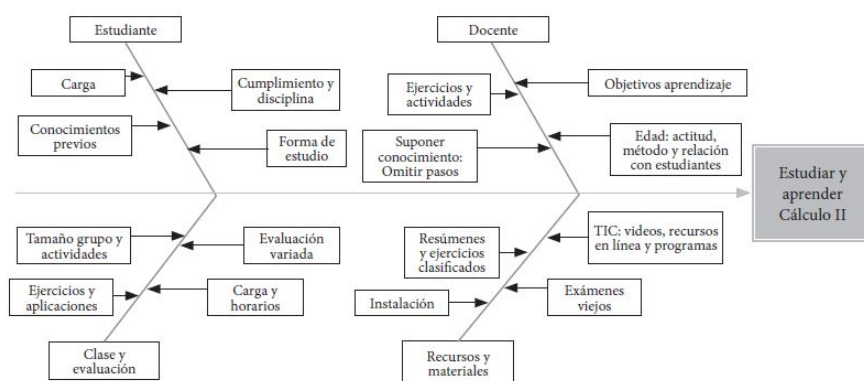 Estudiante
Docente
Carga
Cumplimiento y
disciplina
Conocimientos
previos
Forma de
estudio
Ejercicios y
actividades
Objetivos aprendizaje
Suponer
conocimiento:
Omitir pasos
Edad: actitud,
método y relación
con estudiantes
Estudiar y
aprender
Cálculo II
Tamaño grupo y
actividades
Evaluación
variada
Ejercicios y
aplicaciones
Carga y
horarios
Clase y
evaluación
Resúmenes
y ejercicios
clasificados
TIC: videos, recursos
en línea y programas
Instalación
Exámenes
viejos
Recursos y
materiales